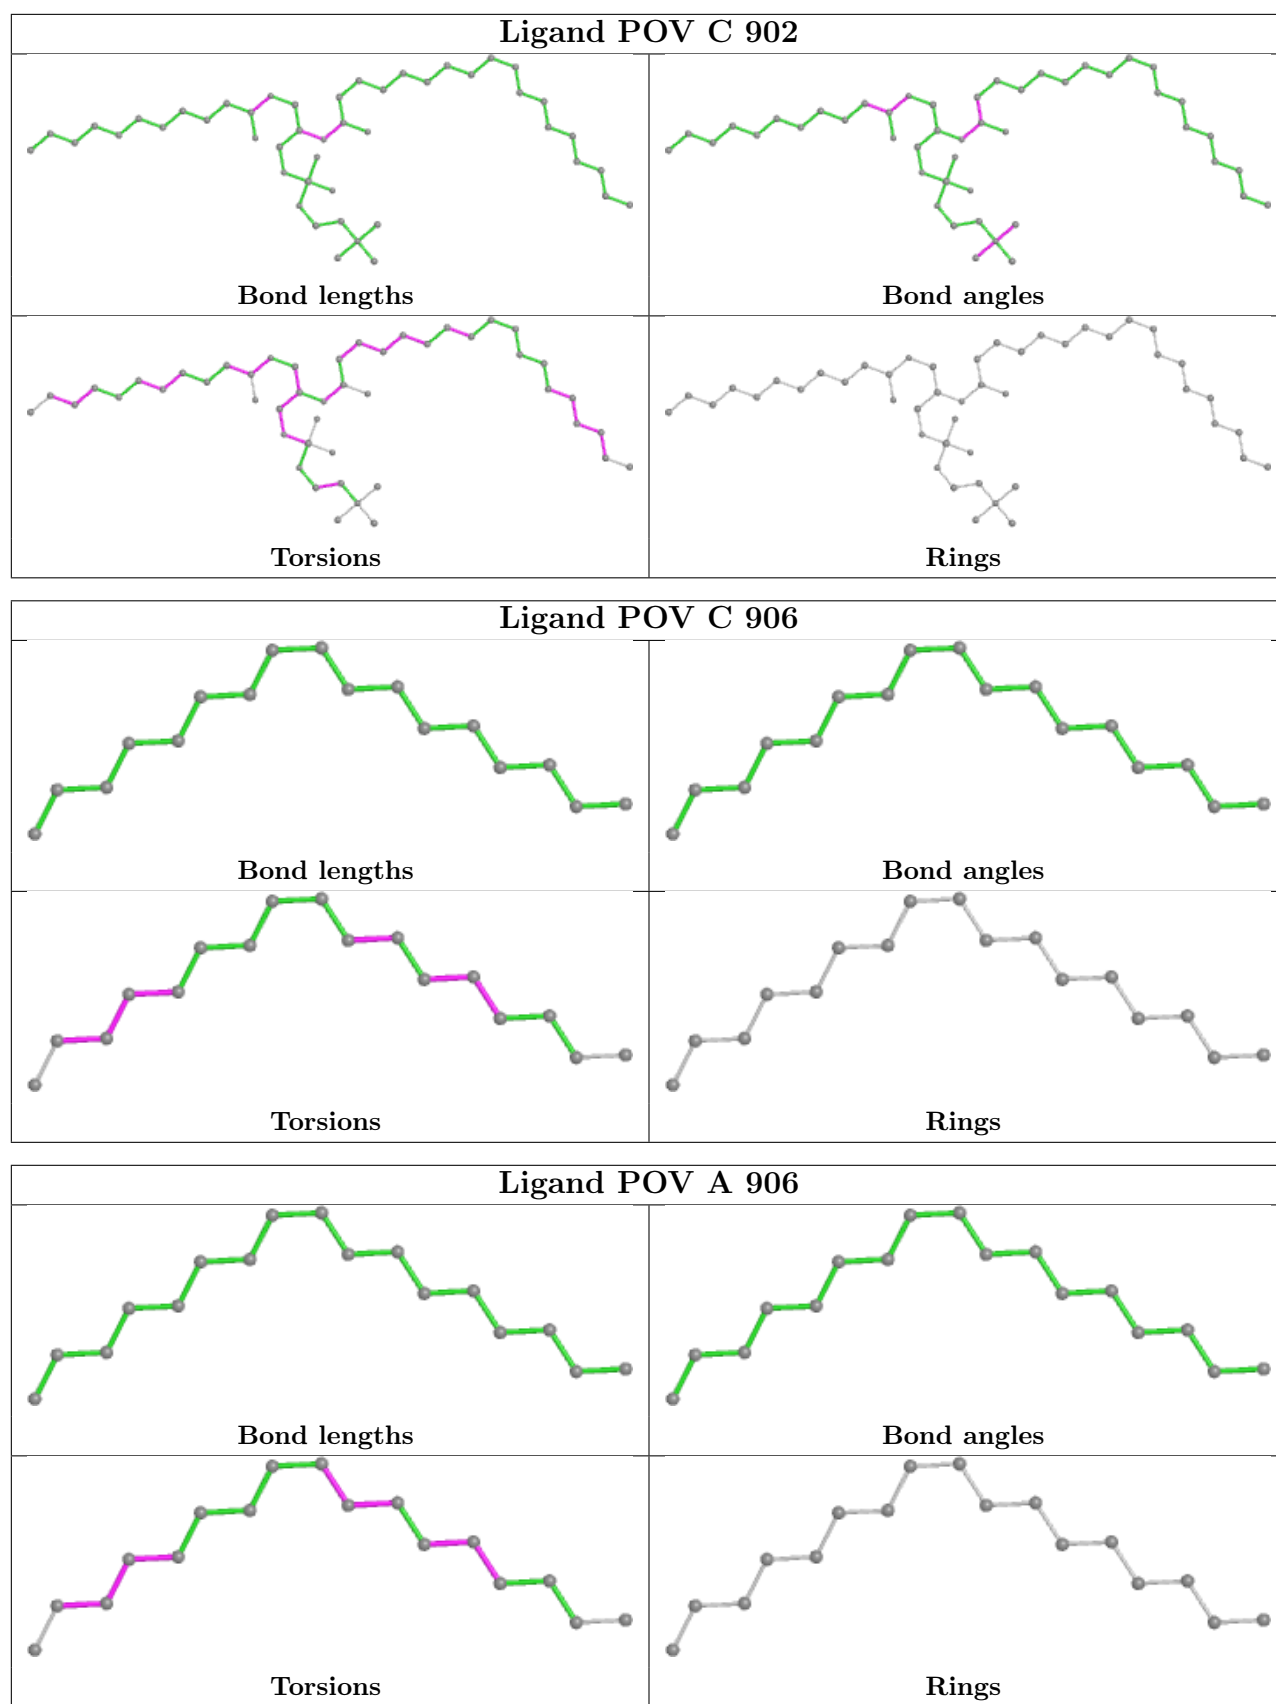 Ligand POV C 902
Bond lengths
Bond angles
Torsions
Rings
Ligand POV C 906
Bond lengths
Bond angles
Torsions
Rings
Ligand POV A 906
Bond lengths
Bond angles
Torsions
Rings